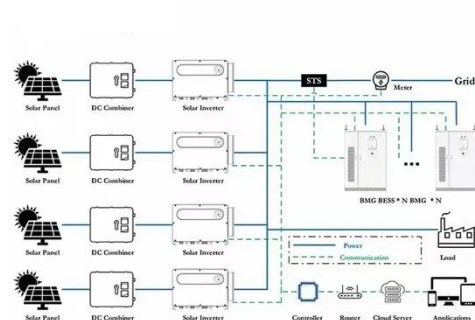 STS
Meter
Grid
Solar Panel DC Combiner Solar Inverter
Solar Panel DC Combiner Solar Inverter
BMG BESS * N BMG * N
Solar Panel DC Combiner Solar Inverter
Power
Communication
Load
Solar Panel DC Combiner Solar Inverter
Controller Router Cloud Server Applications